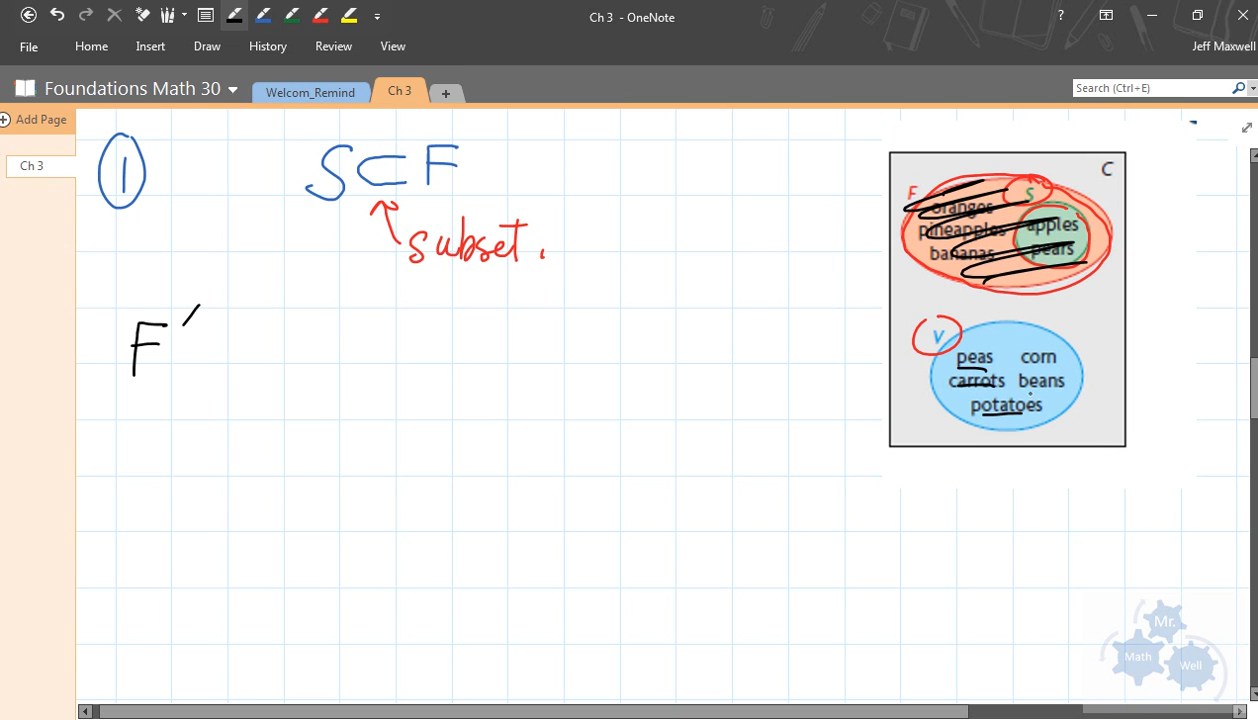 Ch 3 - OneNote
?
File
Home
Insert
Draw
History
Review
View
Jeff Maxwell
Foundations Math 30
Welcom_Remind
Ch 3
+
Search (Ctrl+E)
Add Page
Ch 3
① S ⊂ F
subset.
F′
C
F
S
oranges
pineapples
bananas
apples
pears
V
peas corn
carrots beans
potatoes
Mr.
Math
Well